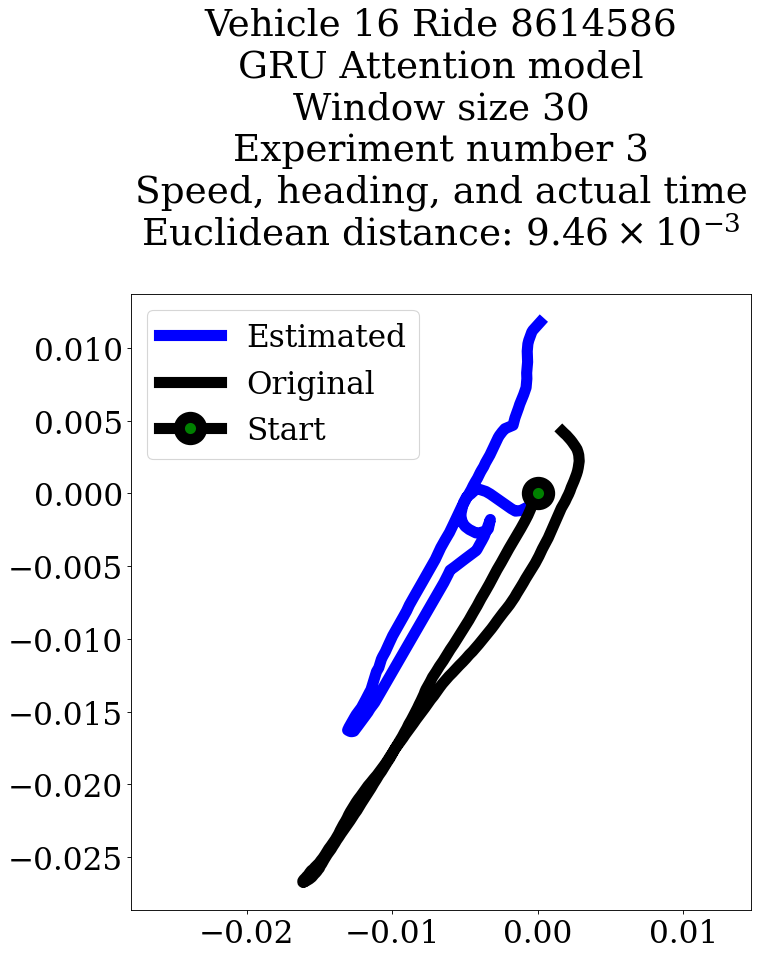 Vehicle 16 Ride 8614586
GRU Attention model
Window size 30
Experiment number 3
Speed, heading, and actual time
Euclidean distance: 9.46 × 10⁻³
Estimated
Original
Start
0.010
0.005
0.000
−0.005
−0.010
−0.015
−0.020
−0.025
−0.02 −0.01 0.00 0.01